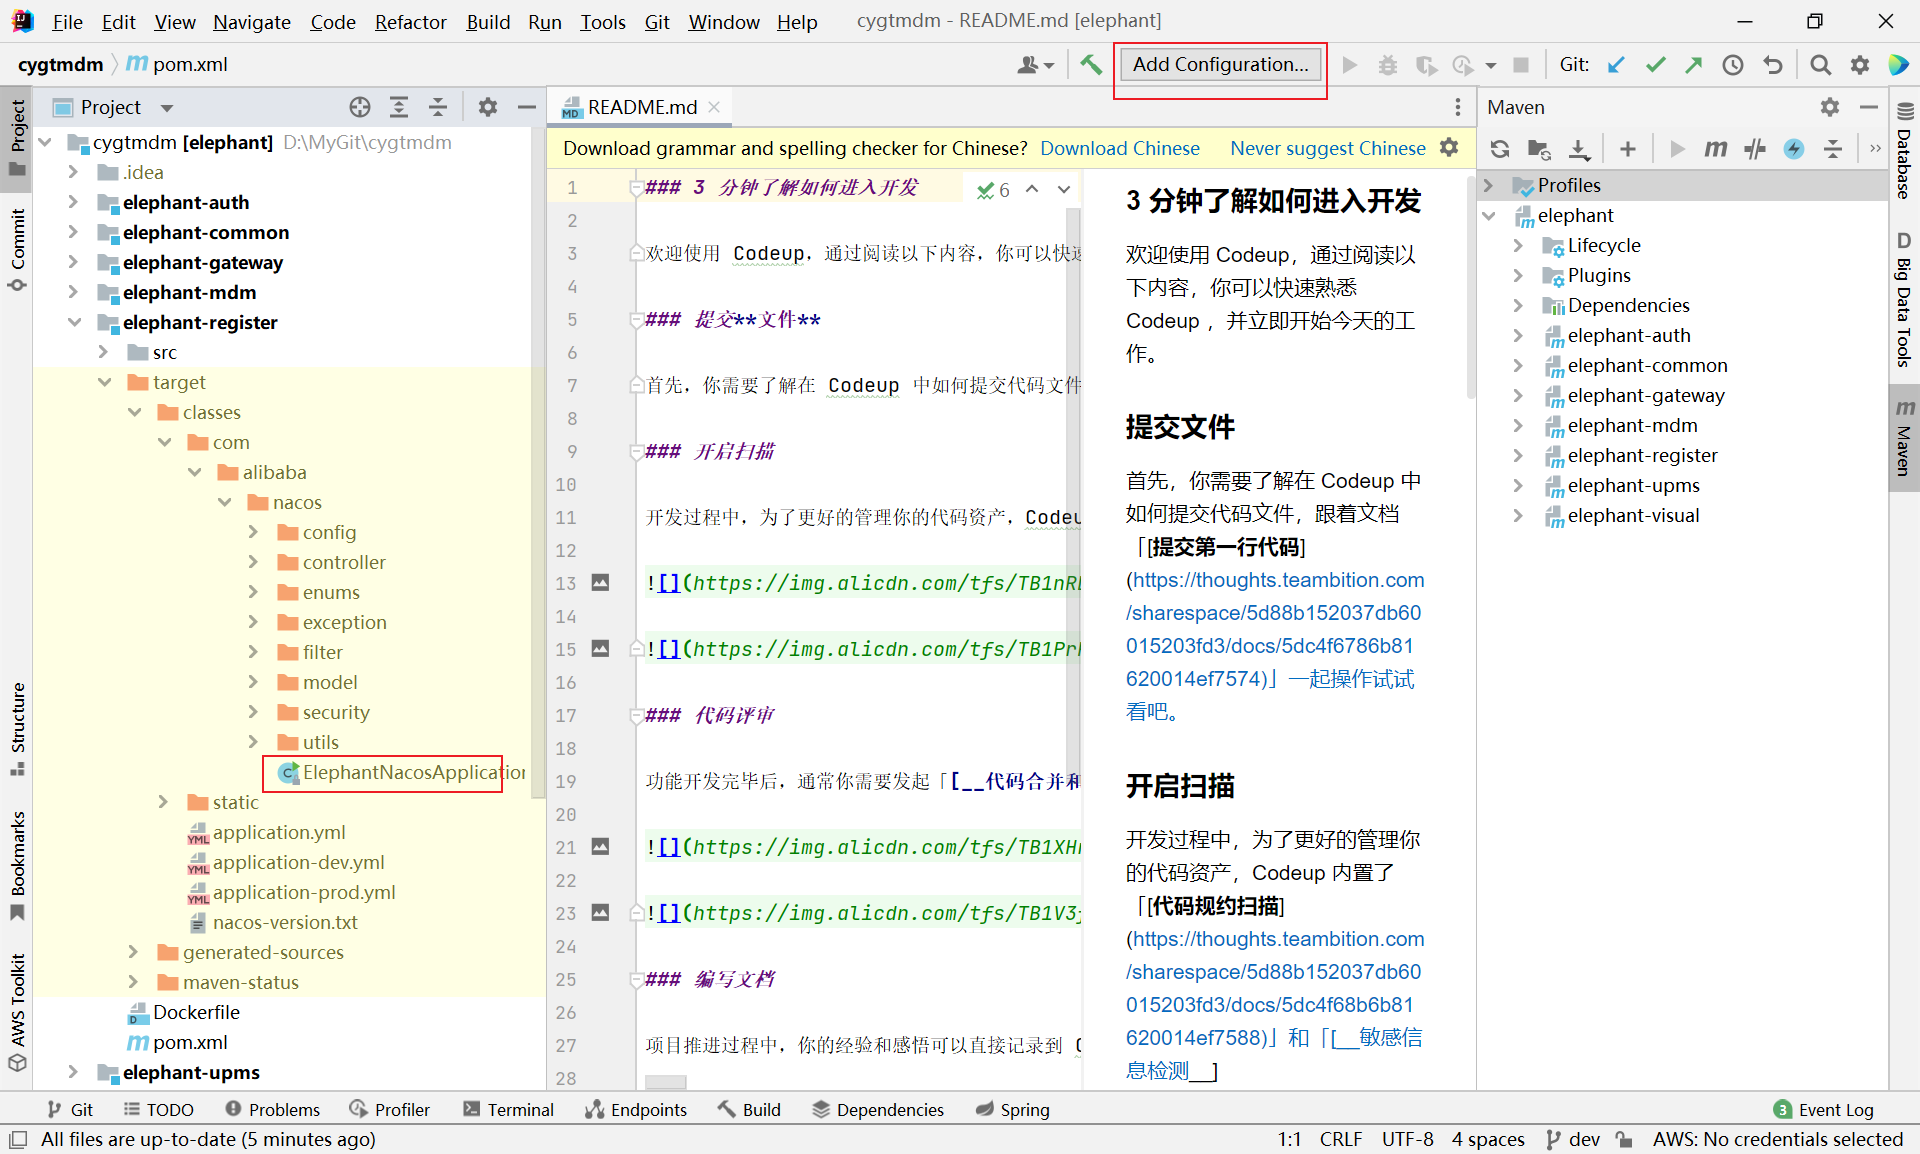 File Edit View Navigate Code Refactor Build Run Tools Git Window Help cygtmdm - README.md [elephant]
cygtmdm pom.xml
Add Configuration...
Git:
Project
Commit
Structure
Bookmarks
AWS Toolkit
Project
cygtmdm [elephant] D:\MyGit\cygtmdm
.idea
elephant-auth
elephant-common
elephant-gateway
elephant-mdm
elephant-register
src
target
classes
com
alibaba
nacos
config
controller
enums
exception
filter
model
security
utils
ElephantNacosApplication
static
application.yml
application-dev.yml
application-prod.yml
nacos-version.txt
generated-sources
maven-status
Dockerfile
pom.xml
elephant-upms
README.md
Download grammar and spelling checker for Chinese? Download Chinese Never suggest Chinese
6
1 ### 3 分钟了解如何进入开发
2
3 欢迎使用 Codeup，通过阅读以下内容，你可以快速
4
5 ### 提交**文件**
6
7 首先，你需要了解在 Codeup 中如何提交代码文件
8
9 ### 开启扫描
10
11 开发过程中，为了更好的管理你的代码资产，Codeu
12
13 ![](https://img.alicdn.com/tfs/TB1nRD
14
15 ![](https://img.alicdn.com/tfs/TB1Prh
16
17 ### 代码评审
18
19 功能开发完毕后，通常你需要发起「[__代码合并和
20
21 ![](https://img.alicdn.com/tfs/TB1XHr
22
23 ![](https://img.alicdn.com/tfs/TB1V3j
24
25 ### 编写文档
26
27 项目推进过程中，你的经验和感悟可以直接记录到 C
28
3 分钟了解如何进入开发
欢迎使用 Codeup，通过阅读以
下内容，你可以快速熟悉
Codeup ，并立即开始今天的工
作。
提交文件
首先，你需要了解在 Codeup 中
如何提交代码文件，跟着文档
「[提交第一行代码]
(https://thoughts.teambition.com
/sharespace/5d88b152037db60
015203fd3/docs/5dc4f6786b81
620014ef7574)」一起操作试试
看吧。
开启扫描
开发过程中，为了更好的管理你
的代码资产，Codeup 内置了
「[代码规约扫描]
(https://thoughts.teambition.com
/sharespace/5d88b152037db60
015203fd3/docs/5dc4f68b6b81
620014ef7588)」和「[__敏感信
息检测__]
Maven
Profiles
elephant
Lifecycle
Plugins
Dependencies
elephant-auth
elephant-common
elephant-gateway
elephant-mdm
elephant-register
elephant-upms
elephant-visual
Database
D Big Data Tools
Maven
Git TODO Problems Profiler Terminal Endpoints Build Dependencies Spring 3 Event Log
All files are up-to-date (5 minutes ago) 1:1 CRLF UTF-8 4 spaces dev AWS: No credentials selected